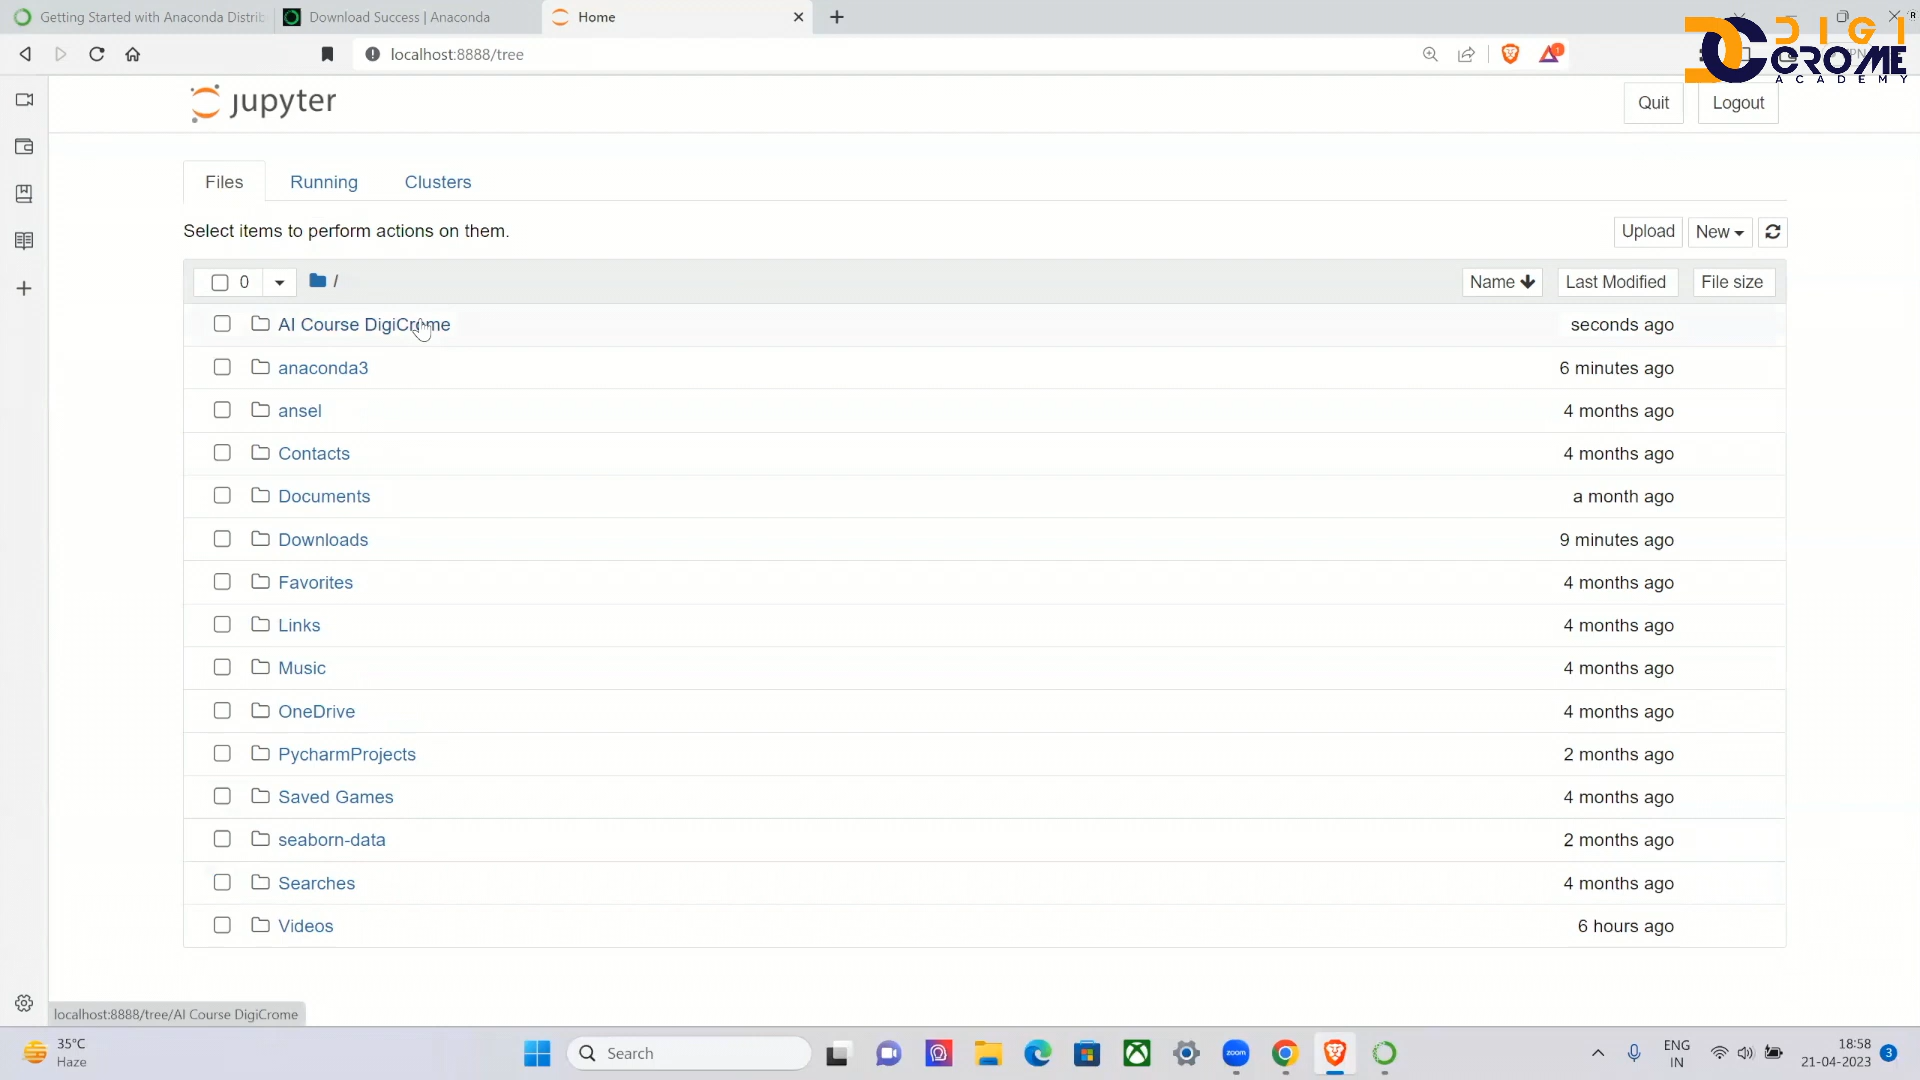 Getting Started with Anaconda Distrib
Download Success | Anaconda
Home
DIGI
CROME
ACADEMY
localhost:8888/tree
1
jupyter
Quit
Logout
Files
Running
Clusters
Select items to perform actions on them.
Upload
New
0
/
Name
Last Modified
File size
AI Course DigiCrome
seconds ago
anaconda3
6 minutes ago
ansel
4 months ago
Contacts
4 months ago
Documents
a month ago
Downloads
9 minutes ago
Favorites
4 months ago
Links
4 months ago
Music
4 months ago
OneDrive
4 months ago
PycharmProjects
2 months ago
Saved Games
4 months ago
seaborn-data
2 months ago
Searches
4 months ago
Videos
6 hours ago
localhost:8888/tree/AI Course DigiCrome
35°C
Haze
Search
zoom
ENG
IN
18:58
21-04-2023
3